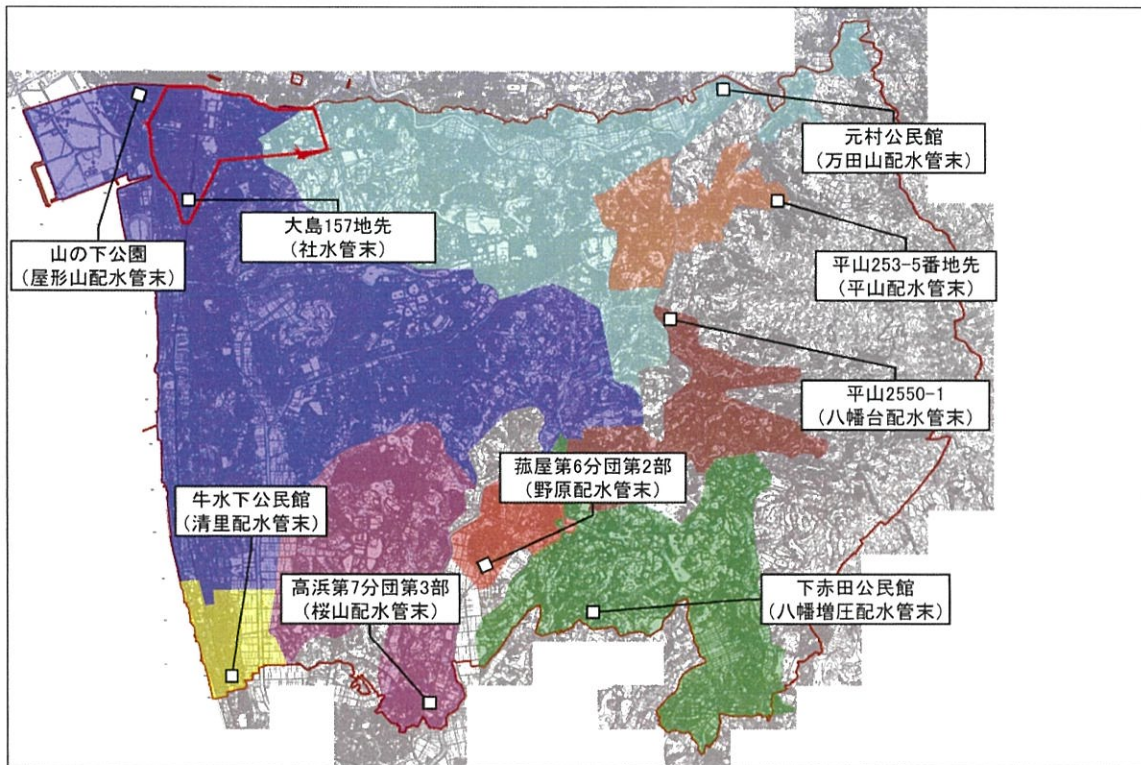 元村公民館
(万田山配水管末)
大島157地先
(社水管末)
山の下公園
(屋形山配水管末)
平山253-5番地先
(平山配水管末)
平山2550-1
(八幡台配水管末)
菰屋第6分団第2部
(野原配水管末)
牛水下公民館
(清里配水管末)
高浜第7分団第3部
(桜山配水管末)
下赤田公民館
(八幡増圧配水管末)